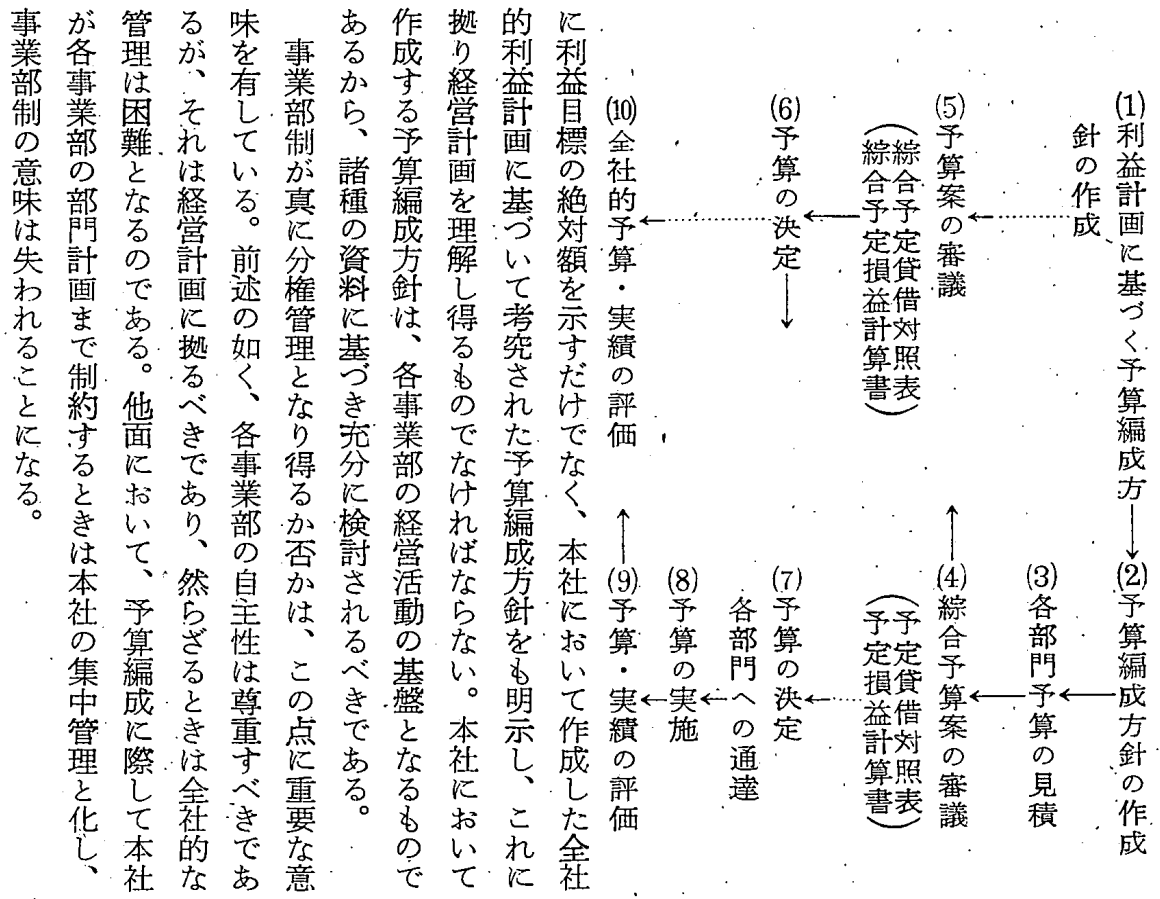 (1)利益計画に基づく予算編成方
針の作成
(2)予算編成方針の作成
(3)各部門予算の見積
(4)綜合予算案の審議
(予定貸借対照表
予定損益計算書)
(5)予算案の審議
(綜合予定貸借対照表
綜合予定損益計算書)
(6)予算の決定
(7)予算の決定
各部門への通達
(8)予算の実施
(9)予算・実績の評価
(10)全社的予算・実績の評価
に利益目標の絶対額を示すだけでなく、本社において作成した全社
的利益計画に基づいて考究された予算編成方針をも明示し、これに
拠り経営計画を理解し得るものでなければならない。本社において
作成する予算編成方針は、各事業部の経営活動の基盤となるもので
あるから、諸種の資料に基づき充分に検討されるべきである。
事業部制が真に分権管理となり得るか否かは、この点に重要な意
味を有している。前述の如く、各事業部の自主性は尊重すべきであ
るが、それは経営計画に拠るべきであり、然らざるときは全社的な
管理は困難となるのである。他面において、予算編成に際して本社
が各事業部の部門計画まで制約するときは本社の集中管理と化し、
事業部制の意味は失われることになる。